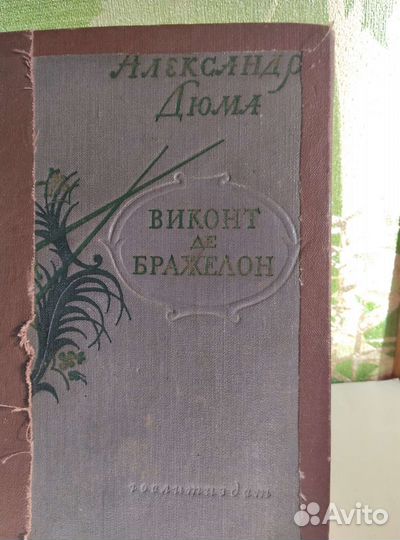 АЛЕКСАНДР
ДЮМА
ВИКОНТ
ДЕ
БРАЖЕЛОН
гослитиздат
Avito